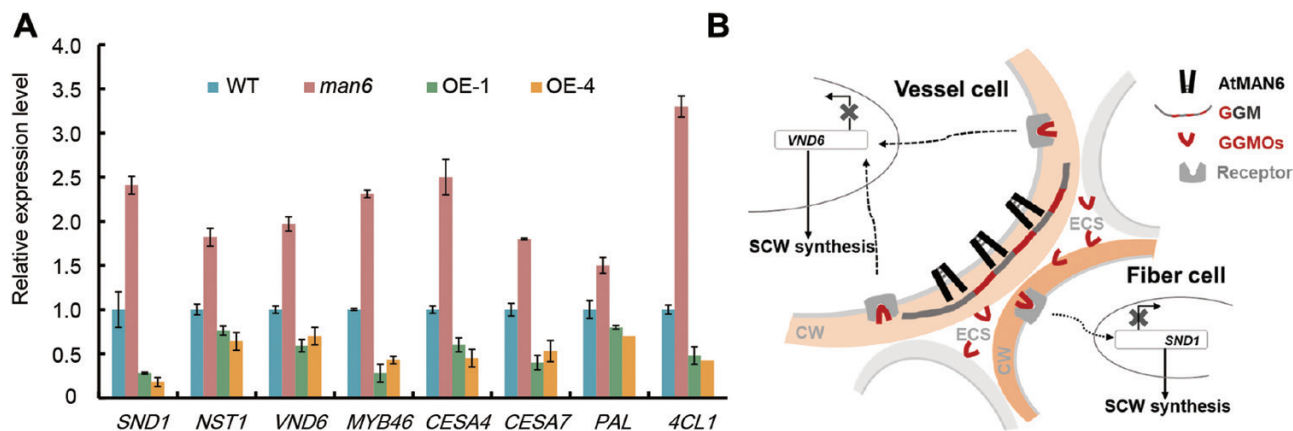 A
Relative expression level
4.0
3.5
3.0
2.5
2.0
1.5
1.0
0.5
0
WT
man6
OE-1
OE-4
SND1
NST1
VND6
MYB46
CESA4
CESA7
PAL
4CL1
B
Vessel cell
VND6
SCW synthesis
AtMAN6
GGM
GGMOs
Receptor
ECS
Fiber cell
CW
ECS
CW
SND1
SCW synthesis